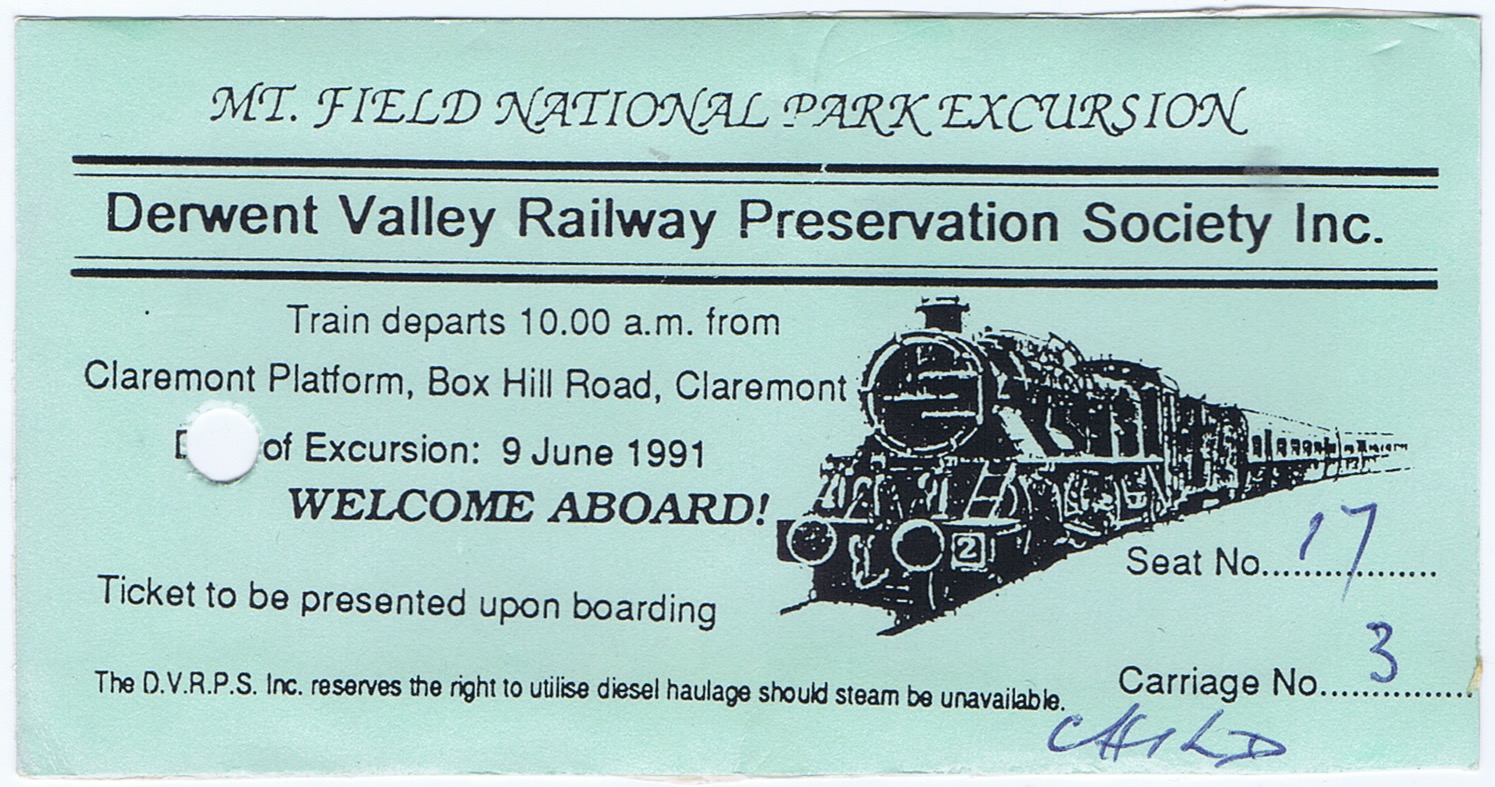 MT. FIELD NATIONAL PARK EXCURSION
Derwent Valley Railway Preservation Society Inc.
Train departs 10.00 a.m. from
Claremont Platform, Box Hill Road, Claremont
of Excursion: 9 June 1991
WELCOME ABOARD!
2
Seat No. 17
Ticket to be presented upon boarding
Carriage No. 3
The D.V.R.P.S. Inc. reserves the right to utilise diesel haulage should steam be unavailable.
CHILD